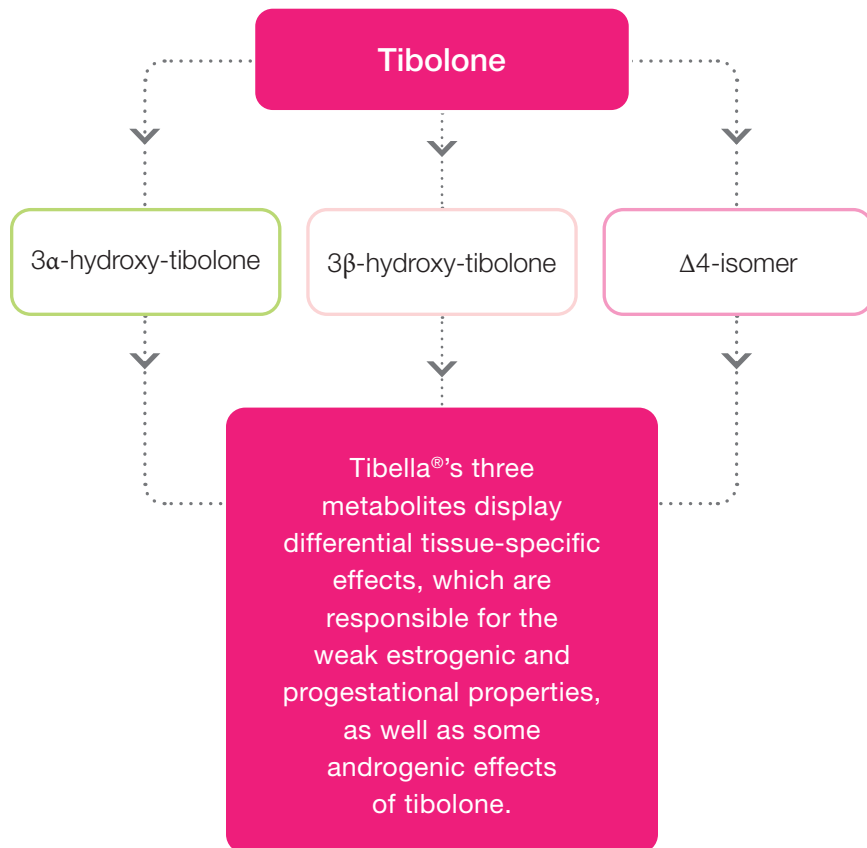 Tibolone
3α-hydroxy-tibolone
3β-hydroxy-tibolone
Δ4-isomer
Tibella®'s three
metabolites display
differential tissue-specific
effects, which are
responsible for the
weak estrogenic and
progestational properties,
as well as some
androgenic effects
of tibolone.